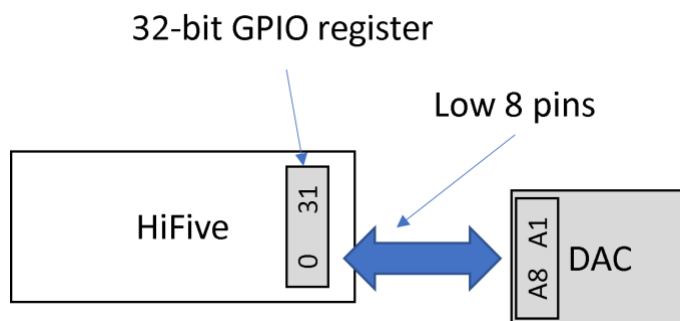 32-bit GPIO register
Low 8 pins
HiFive
0 31
A8 A1
DAC